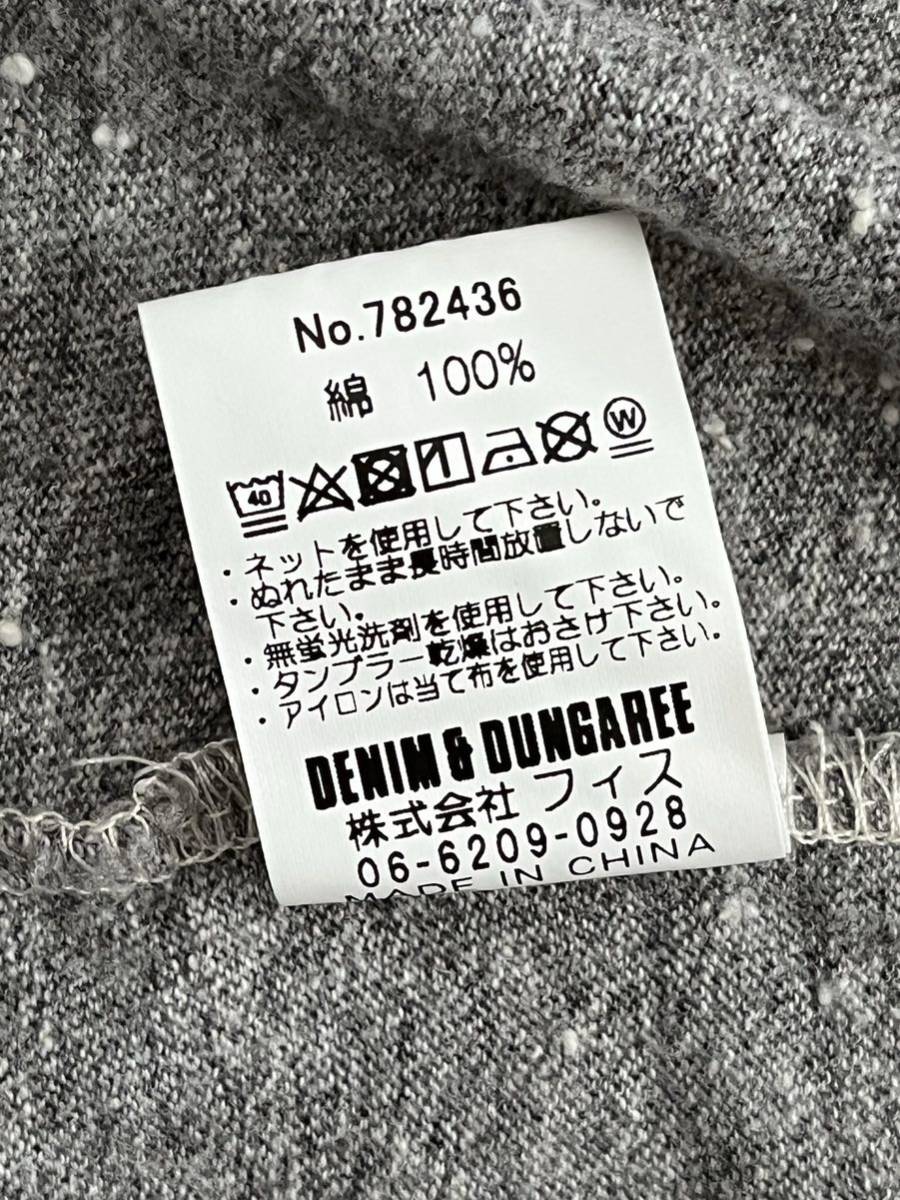 No.782436
綿 100%
40 W
・ネットを使用して下さい。
・ぬれたまま長時間放置しないで
下さい。
・無蛍光洗剤を使用して下さい。
・タンブラー乾燥はおさけ下さい。
・アイロンは当て布を使用して下さい。
DENIM & DUNGAREE
株式会社 フィス
06-6209-0928
MADE IN CHINA